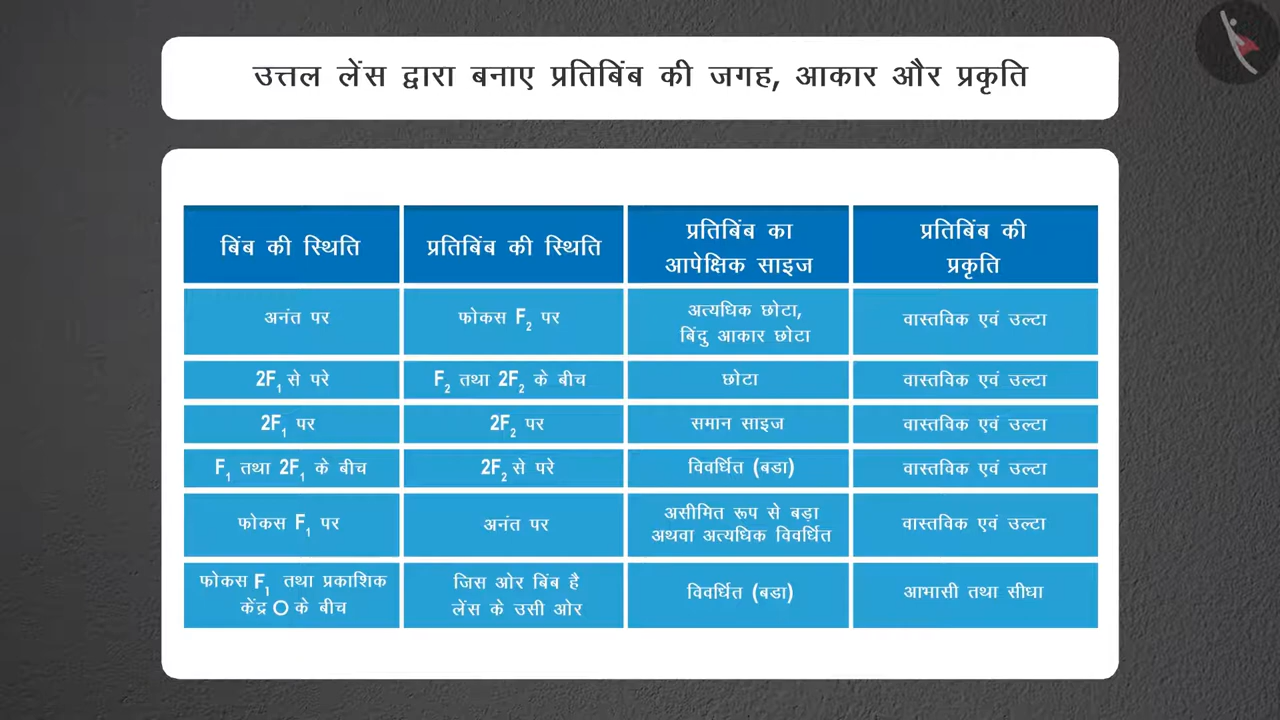 उत्तल लेंस द्वारा बनाए प्रतिबिंब की जगह, आकार और प्रकृति
बिंब की स्थिति
प्रतिबिंब की स्थिति
प्रतिबिंब का
आपेक्षिक साइज
प्रतिबिंब की
प्रकृति
अनंत पर
फोकस F₂ पर
अत्यधिक छोटा,
बिंदु आकार छोटा
वास्तविक एवं उल्टा
2F₁ से परे
F₂ तथा 2F₂ के बीच
छोटा
वास्तविक एवं उल्टा
2F₁ पर
2F₂ पर
समान साइज
वास्तविक एवं उल्टा
F₁ तथा 2F₁ के बीच
2F₂ से परे
विवर्धित (बडा)
वास्तविक एवं उल्टा
फोकस F₁ पर
अनंत पर
असीमित रूप से बड़ा
अथवा अत्यधिक विवर्धित
वास्तविक एवं उल्टा
फोकस F₁ तथा प्रकाशिक
केंद्र O के बीच
जिस ओर बिंब है
लेंस के उसी ओर
विवर्धित (बडा)
आभासी तथा सीधा